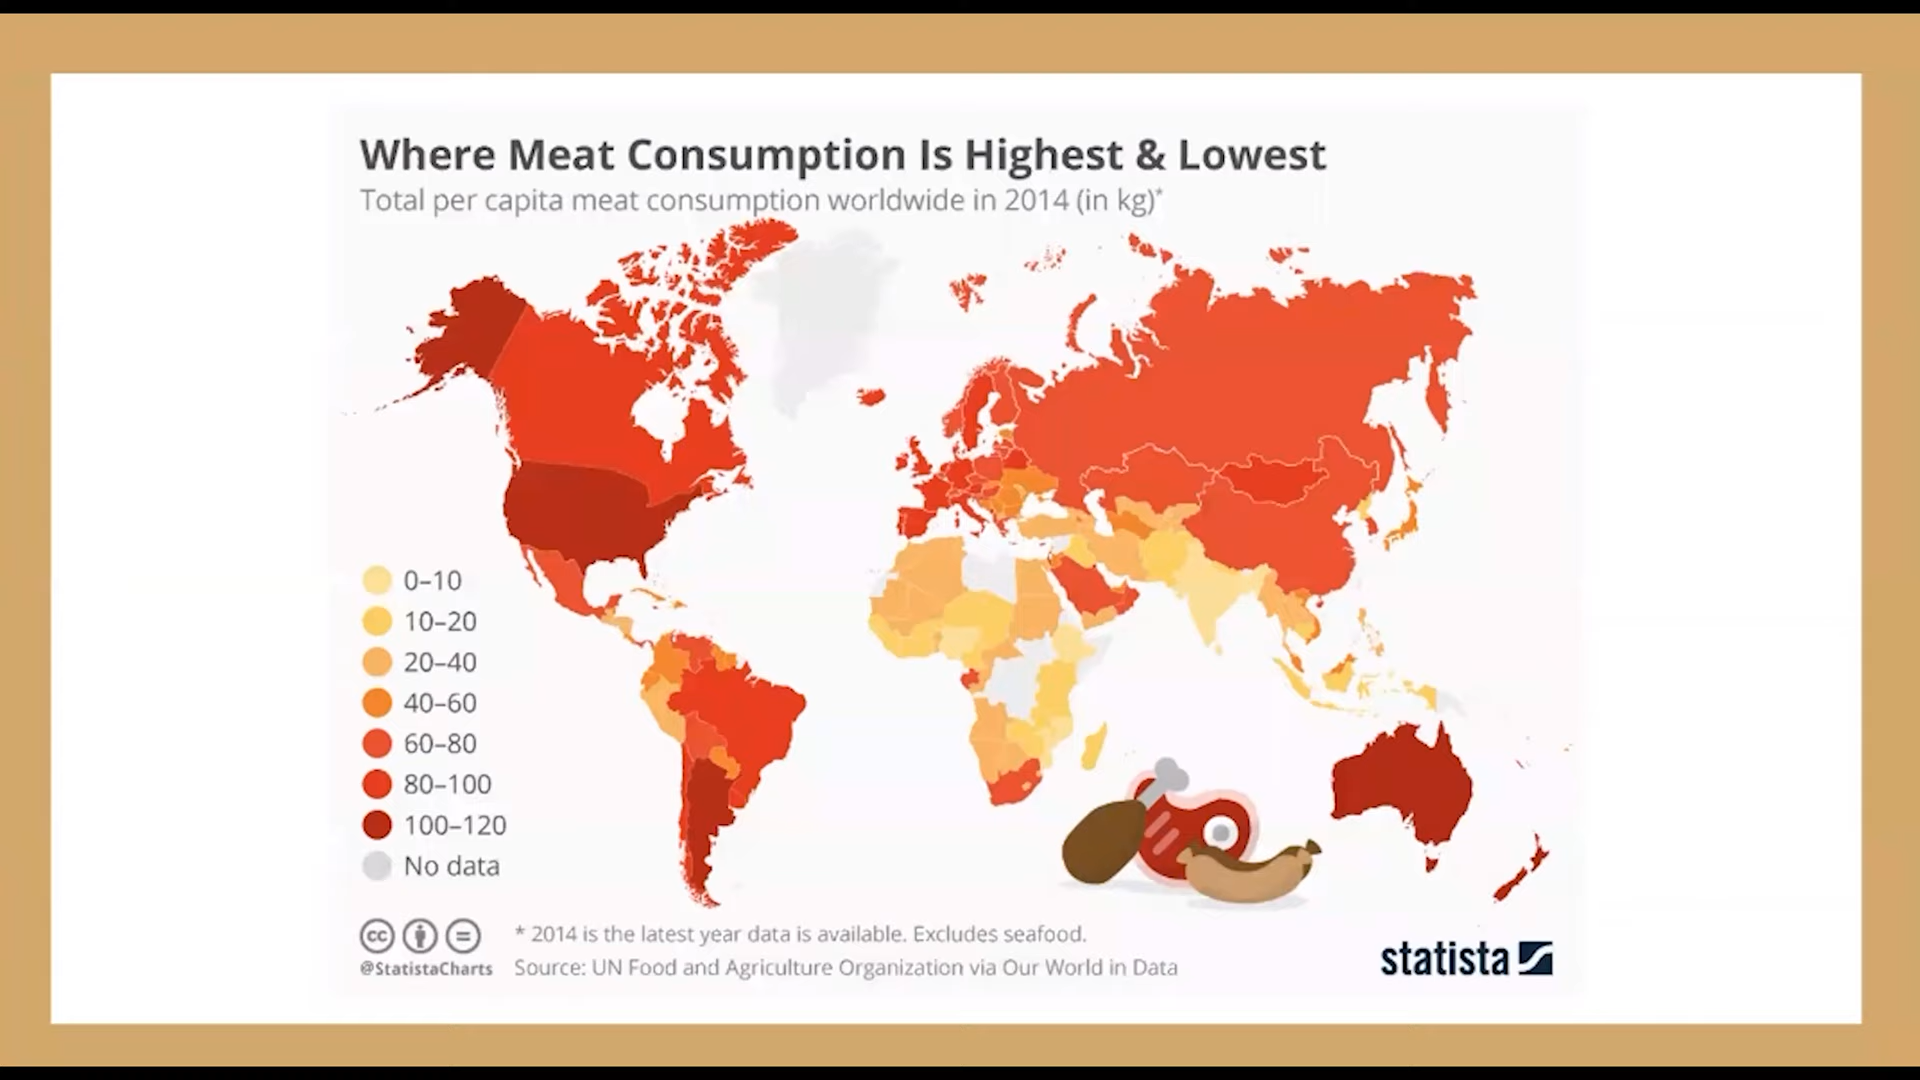 Where Meat Consumption Is Highest & Lowest
Total per capita meat consumption worldwide in 2014 (in kg)*
0–10
10–20
20–40
40–60
60–80
80–100
100–120
No data
cc
@StatistaCharts
* 2014 is the latest year data is available. Excludes seafood.
Source: UN Food and Agriculture Organization via Our World in Data
statista